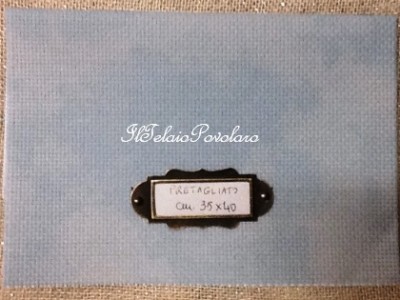 IlTelaioPovolaro
PRETAGLIATO
cm. 35x40